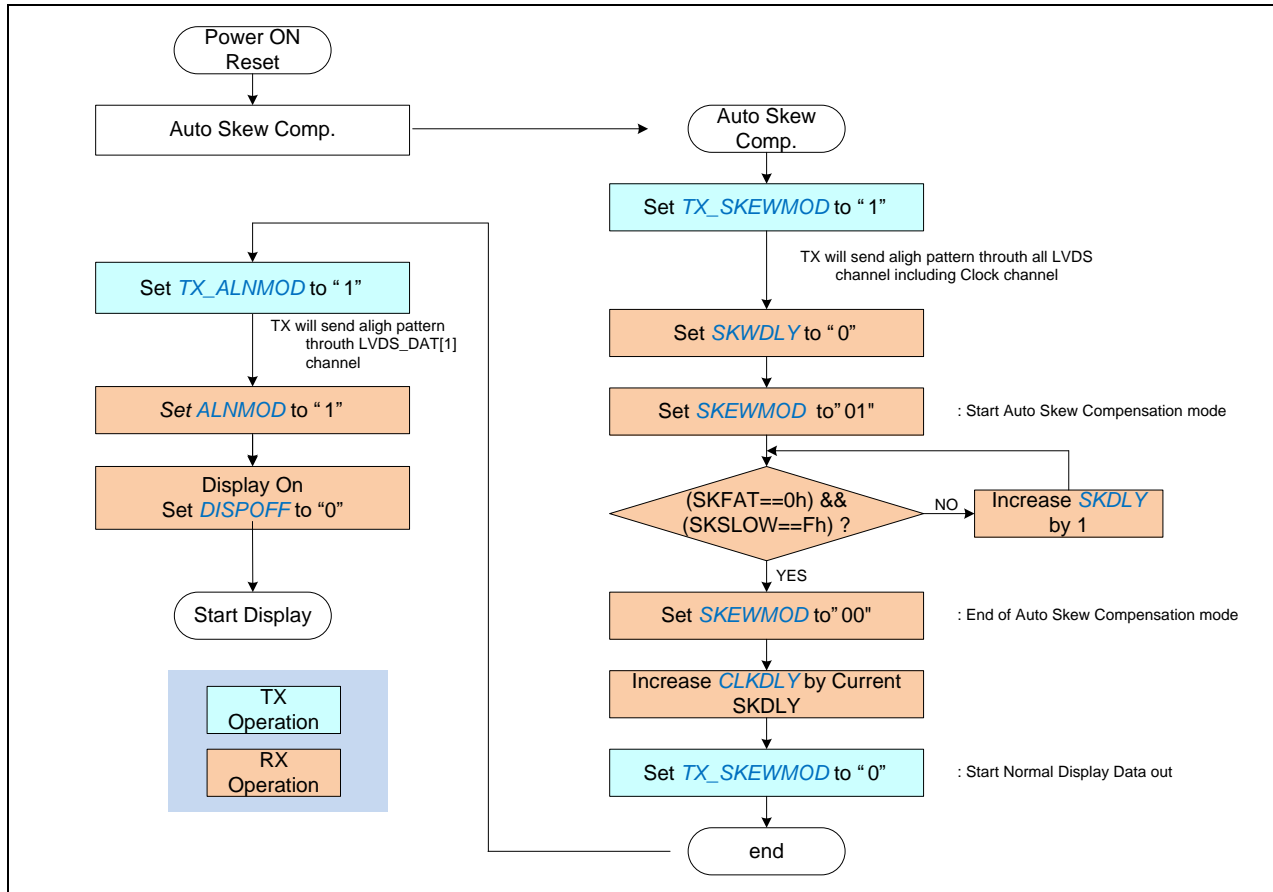 Power ON
Reset
Auto Skew Comp.
Set TX_ALNMOD to “ 1”
TX will send aligh pattern
throuth LVDS_DAT[1]
channel
Set ALNMOD to “ 1”
Display On
Set DISPOFF to “0”
Start Display
TX
Operation
RX
Operation
Auto Skew
Comp.
Set TX_SKEWMOD to “ 1”
TX will send aligh pattern throuth all LVDS
channel including Clock channel
Set SKWDLY to “ 0”
Set SKEWMOD to” 01"
: Start Auto Skew Compensation mode
(SKFAT==0h) &&
(SKSLOW==Fh) ?
NO
Increase SKDLY
by 1
YES
Set SKEWMOD to” 00"
: End of Auto Skew Compensation mode
Increase CLKDLY by Current
SKDLY
Set TX_SKEWMOD to “ 0”
: Start Normal Display Data out
end